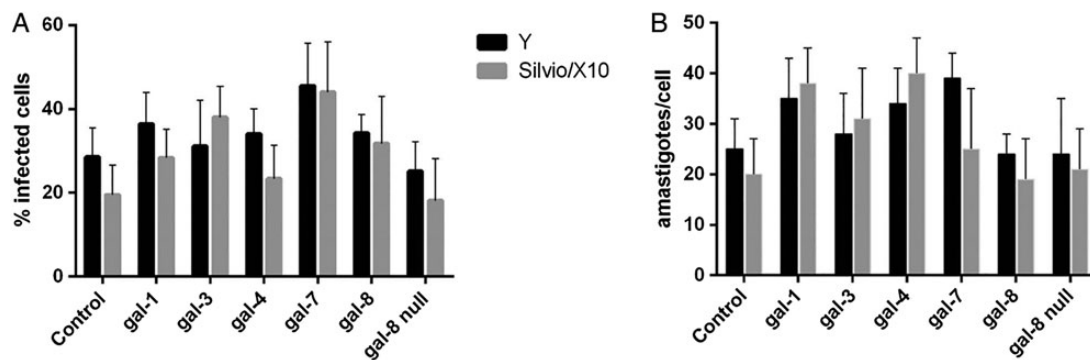 A
% infected cells
60
40
20
0
Control
gal-1
gal-3
gal-4
gal-7
gal-8
gal-8 null
Y
Silvio/X10
B
amastigotes/cell
50
40
30
20
10
0
Control
gal-1
gal-3
gal-4
gal-7
gal-8
gal-8 null